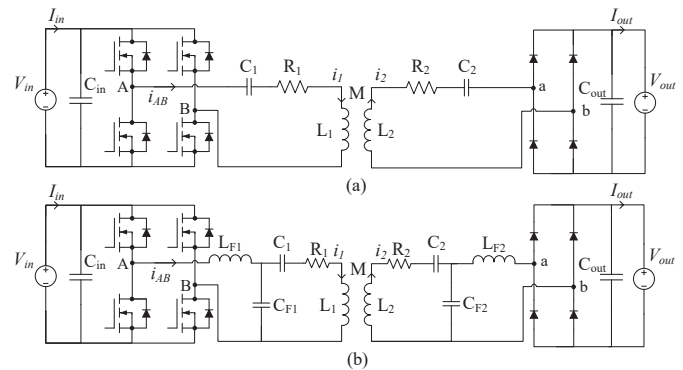 I_in I_out
V_in C_in A i_AB B C_1 R_1 i_1 M i_2 R_2 C_2 L_1 L_2 a b C_out V_out
(a)
I_in I_out
V_in C_in A i_AB B L_F1 C_1 R_1 i_1 M i_2 R_2 C_2 L_F2 C_F1 L_1 L_2 C_F2 a b C_out V_out
(b)